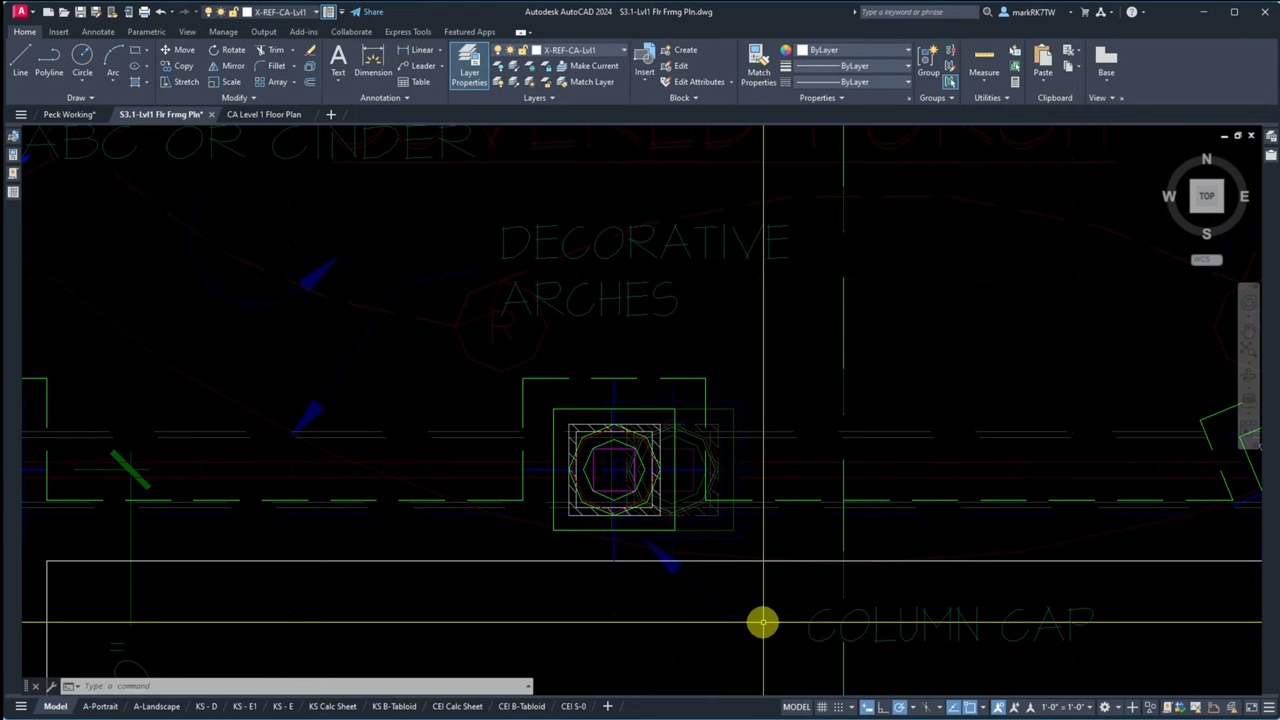 Autodesk AutoCAD 2024 S3.1-Lvl1 Flr Frmg Pln.dwg
A X-REF-CA-Lvl1 Share
Type a keyword or phrase markRK7TW
Home Insert Annotate Parametric View Manage Output Add-ins Collaborate Express Tools Featured Apps
Line Polyline Circle Arc
Move Rotate Trim
Copy Mirror Fillet
Stretch Scale Array
Text Dimension
Linear
Leader
Table
Layer Properties
X-REF-CA-Lvl1
Make Current
Match Layer
Insert
Create
Edit
Edit Attributes
Match Properties
ByLayer
ByLayer
ByLayer
Group Measure Paste Base
Draw Modify Annotation Layers Block Properties Groups Utilities Clipboard View
Peck Working* S3.1-Lvl1 Flr Frmg Pln* CA Level 1 Floor Plan
ABC OR CINDER
N
W TOP E
S
WCS
DECORATIVE
ARCHES
R
COLUMN CAP
=
Type a command
Model A-Portrait A-Landscape KS - D KS - E1 KS - E KS Calc Sheet KS B-Tabloid CEI Calc Sheet CEI B-Tabloid CEI S-0
MODEL 1'-0" = 1'-0"